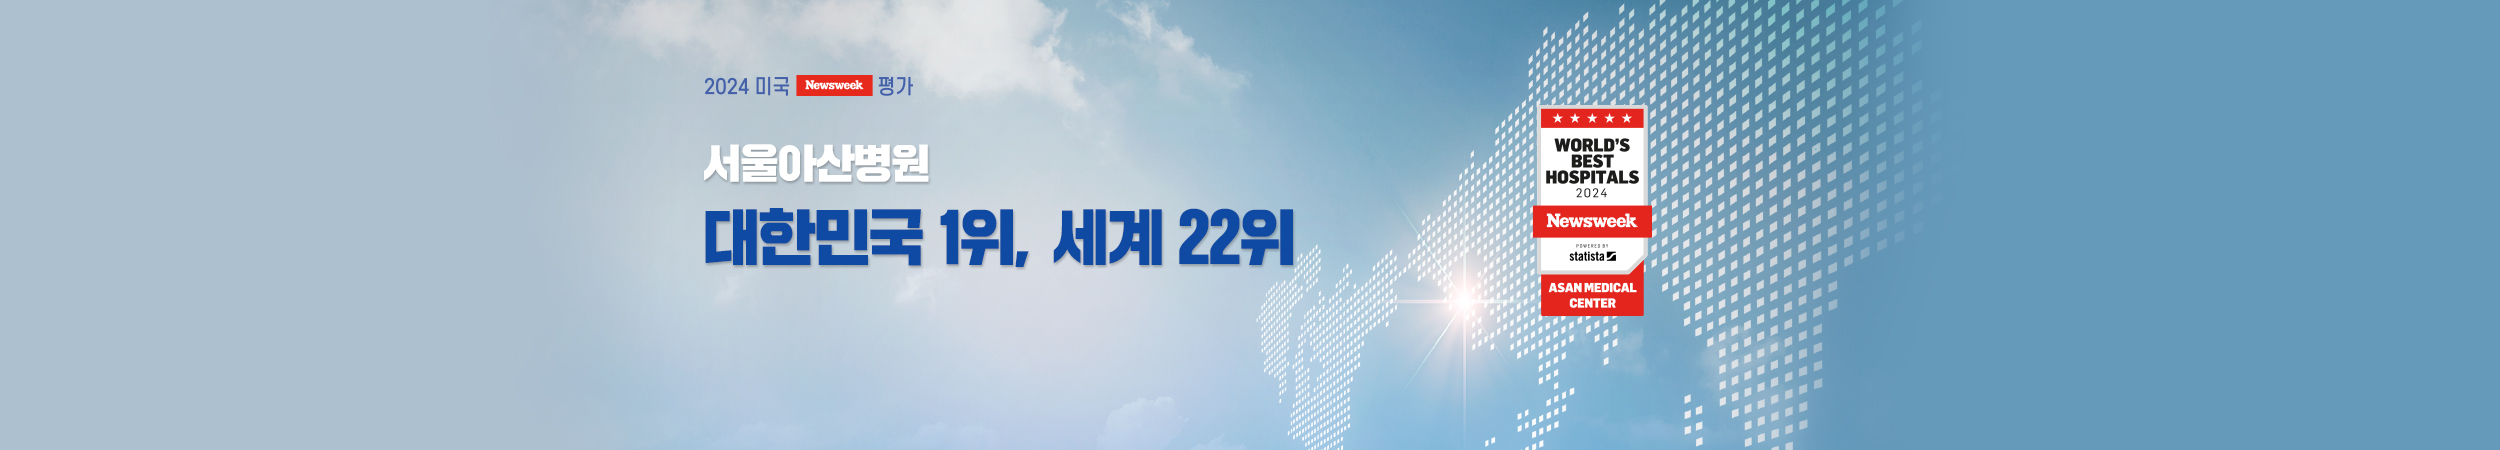 2024 미국 Newsweek 평가
서울아산병원
대한민국 1위, 세계 22위
WORLD'S
BEST
HOSPITALS
2024
Newsweek
POWERED BY
statista
ASAN MEDICAL
CENTER